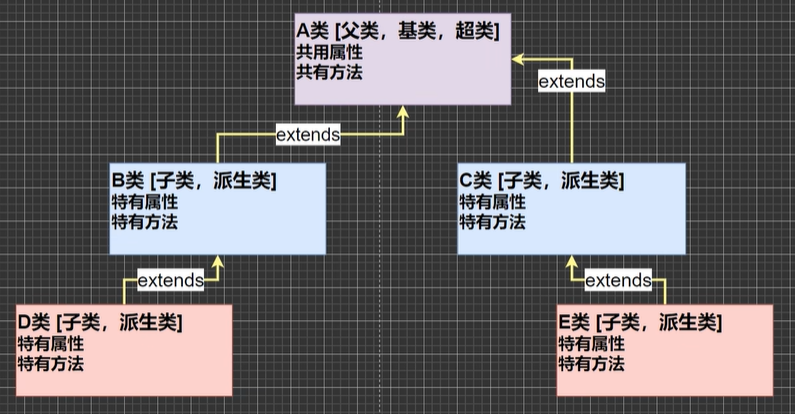 A类 [父类，基类，超类]
共用属性
共有方法
extends
extends
B类 [子类，派生类]
特有属性
特有方法
C类 [子类，派生类]
特有属性
特有方法
extends
extends
D类 [子类，派生类]
特有属性
特有方法
E类 [子类，派生类]
特有属性
特有方法